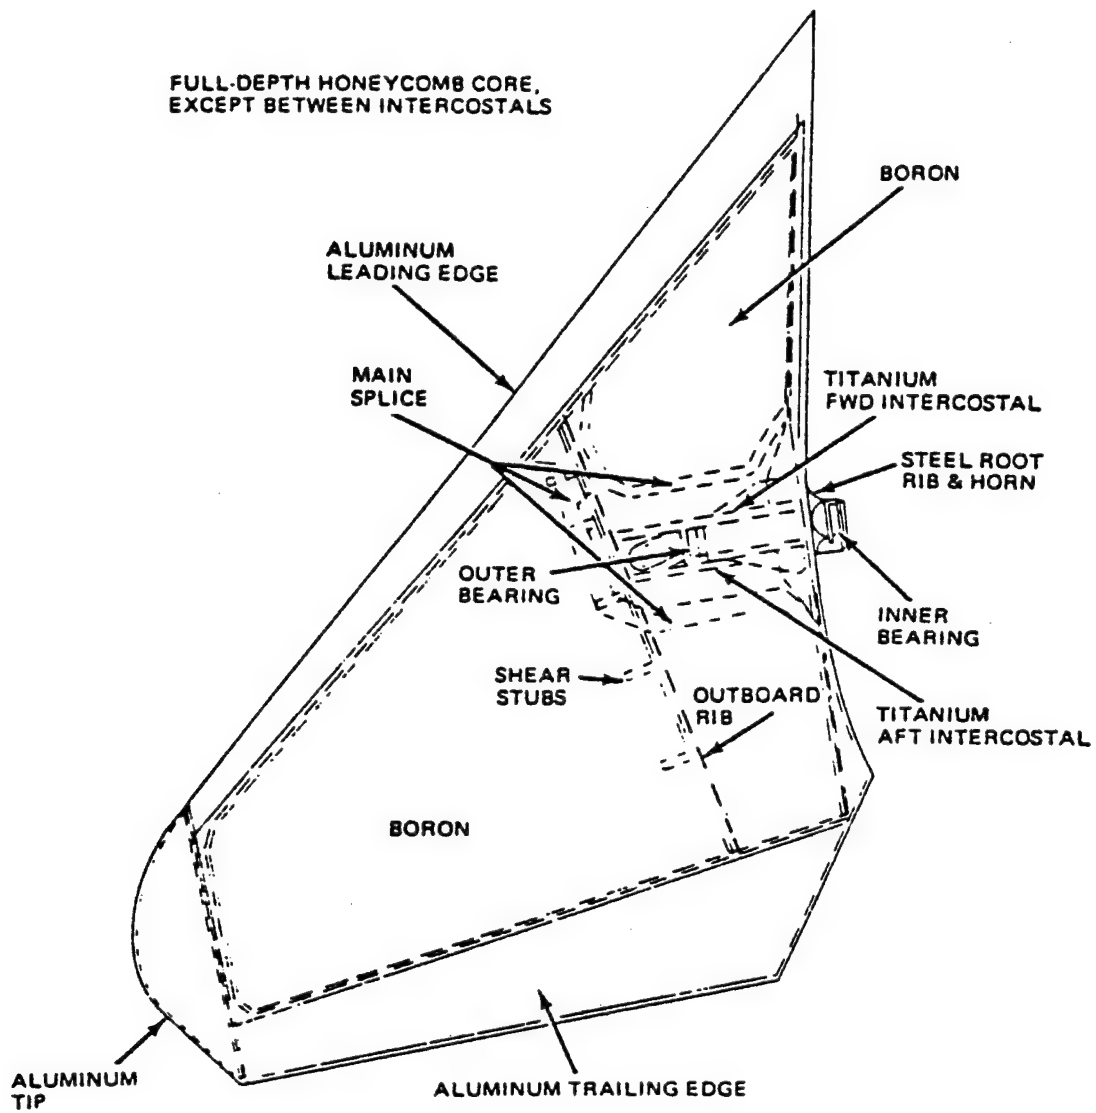 FULL-DEPTH HONEYCOMB CORE,
EXCEPT BETWEEN INTERCOSTALS
BORON
ALUMINUM
LEADING EDGE
MAIN
SPLICE
TITANIUM
FWD INTERCOSTAL
STEEL ROOT
RIB & HORN
OUTER
BEARING
INNER
BEARING
SHEAR
STUBS
OUTBOARD
RIB
TITANIUM
AFT INTERCOSTAL
BORON
ALUMINUM
TIP
ALUMINUM TRAILING EDGE